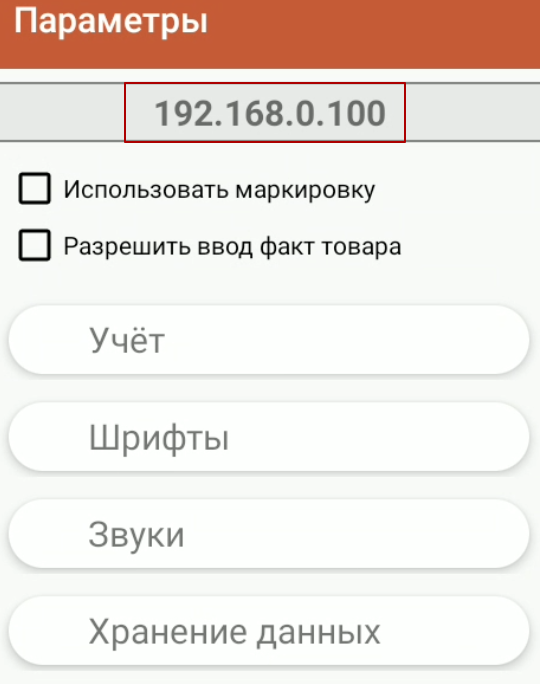 Параметры
192.168.0.100
Использовать маркировку
Разрешить ввод факт товара
Учёт
Шрифты
Звуки
Хранение данных